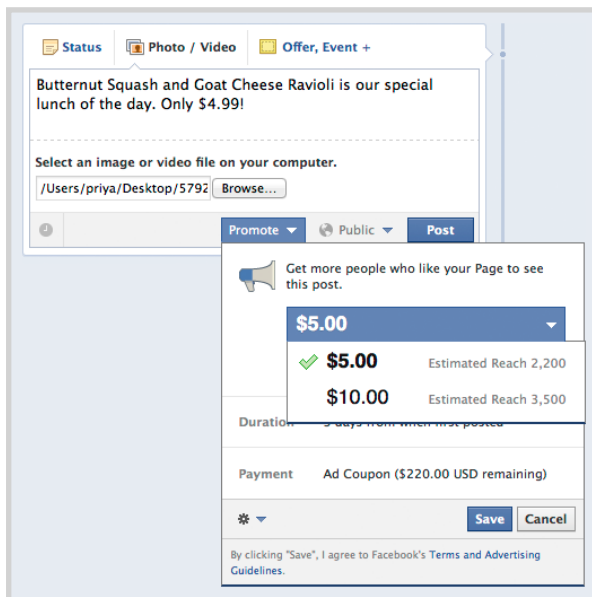 Status
Photo / Video
Offer, Event +
Butternut Squash and Goat Cheese Ravioli is our special
lunch of the day. Only $4.99!
Select an image or video file on your computer.
/Users/priya/Desktop/5792
Browse...
Promote
Public
Post
Get more people who like your Page to see
this post.
$5.00
$5.00 Estimated Reach 2,200
$10.00 Estimated Reach 3,500
Duration days from when first posted
Payment Ad Coupon ($220.00 USD remaining)
Save
Cancel
By clicking "Save", I agree to Facebook's Terms and Advertising
Guidelines.